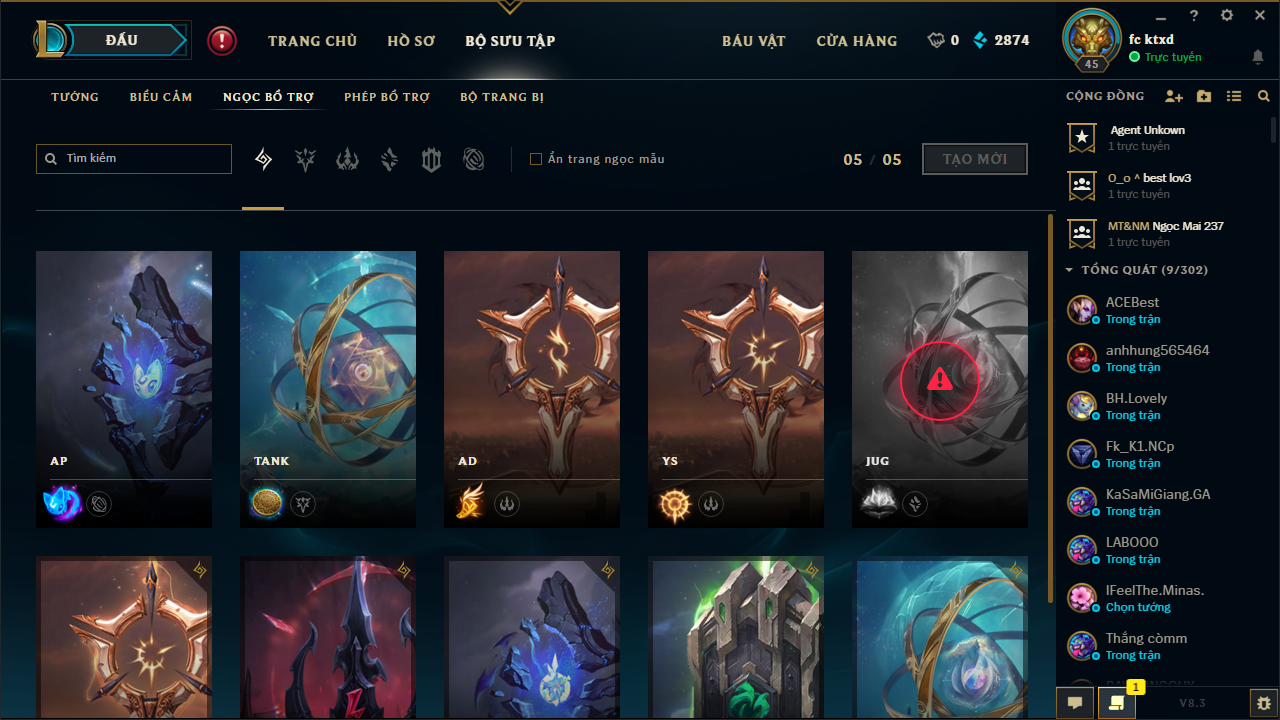 ĐẤU
TRANG CHỦ
HỒ SƠ
BỘ SƯU TẬP
BÁU VẬT
CỬA HÀNG
0
2874
45
fc ktxd
Trực tuyến
TƯỚNG
BIỂU CẢM
NGỌC BỔ TRỢ
PHÉP BỔ TRỢ
BỘ TRANG BỊ
Tìm kiếm
Ẩn trang ngọc mẫu
05 / 05
TẠO MỚI
AP
TANK
AD
YS
JUG
CỘNG ĐỒNG
Agent Unkown
1 trực tuyến
O_o ^ best lov3
1 trực tuyến
MT&NM Ngọc Mai 237
1 trực tuyến
TỔNG QUÁT (9/302)
ACEBest
Trong trận
anhhung565464
Trong trận
BH.Lovely
Trong trận
Fk_K1.NCp
Trong trận
KaSaMiGiang.GA
Trong trận
LABOOO
Trong trận
IFeelThe.Minas.
Chọn tướng
Thắng còmm
Trong trận
1
V8.3